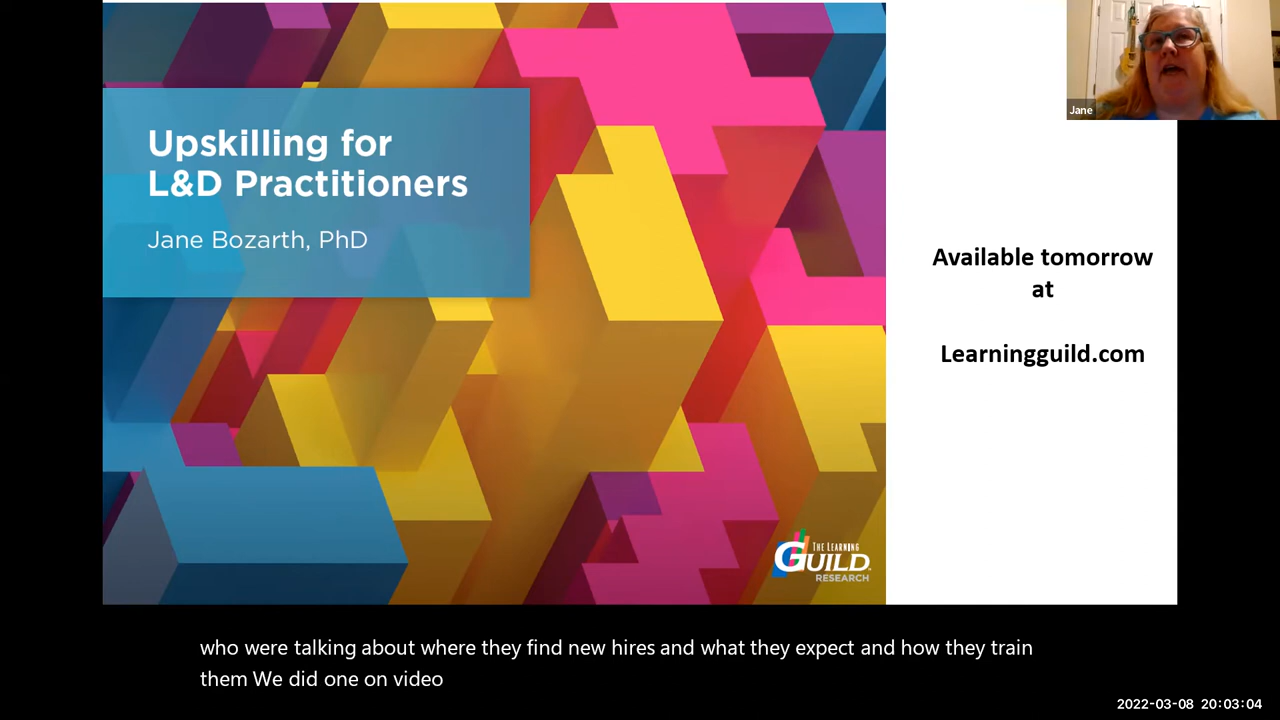 Upskilling for
L&D Practitioners
Jane Bozarth, PhD
Available tomorrow
at
Learningguild.com
Jane
THE LEARNING
GUILD
RESEARCH
who were talking about where they find new hires and what they expect and how they train
them We did one on video
2022-03-08 20:03:04